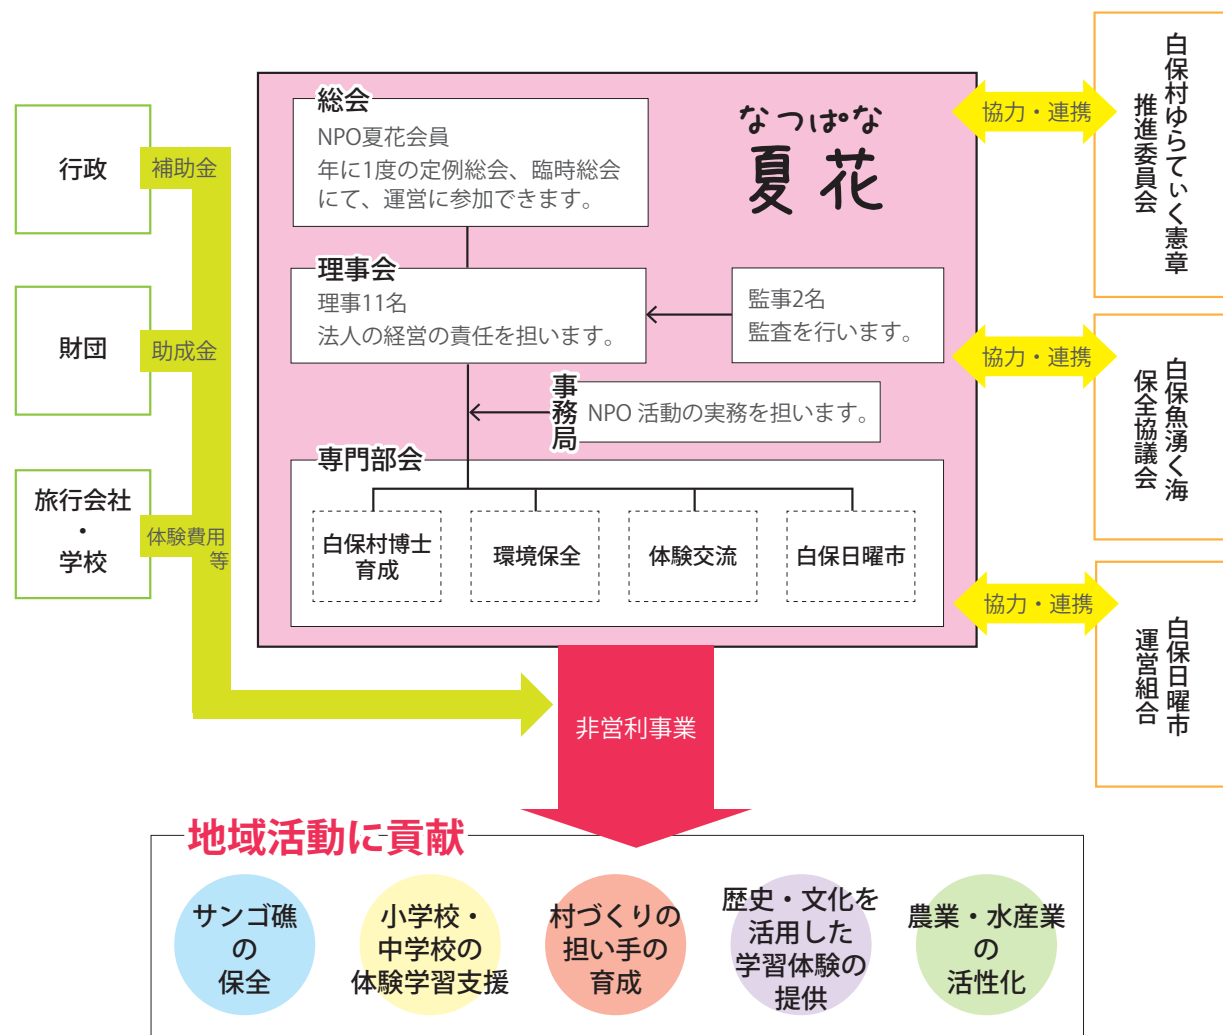 行政
補助金
財団
助成金
旅行会社
・
学校
体験費用
等
なつぱな
夏花
総会
NPO夏花会員
年に1度の定例総会、臨時総会
にて、運営に参加できます。
理事会
理事11名
法人の経営の責任を担います。
監事2名
監査を行います。
事務局
NPO 活動の実務を担います。
専門部会
白保村博士
育成
環境保全
体験交流
白保日曜市
協力・連携
白保村ゆらてぃく憲章
推進委員会
協力・連携
白保魚湧く海
保全協議会
協力・連携
白保日曜市
運営組合
非営利事業
地域活動に貢献
サンゴ礁
の
保全
小学校・
中学校の
体験学習支援
村づくりの
担い手の
育成
歴史・文化を
活用した
学習体験の
提供
農業・水産業
の
活性化